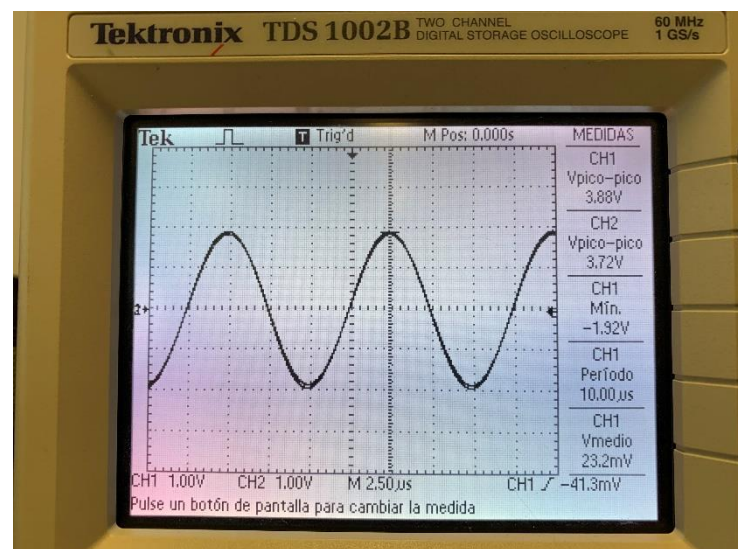 Tektronix TDS 1002B TWO CHANNEL DIGITAL STORAGE OSCILLOSCOPE 60 MHz 1 GS/s
Tek T Trig'd M Pos: 0.000s MEDIDAS
CH1
Vpico-pico
3.88V
CH2
Vpico-pico
3.72V
CH1
Mín.
-1.92V
CH1
Período
10.00µs
CH1
Vmedio
23.2mV
2
CH1 1.00V CH2 1.00V M 2.50µs CH1 -41.3mV
Pulse un botón de pantalla para cambiar la medida